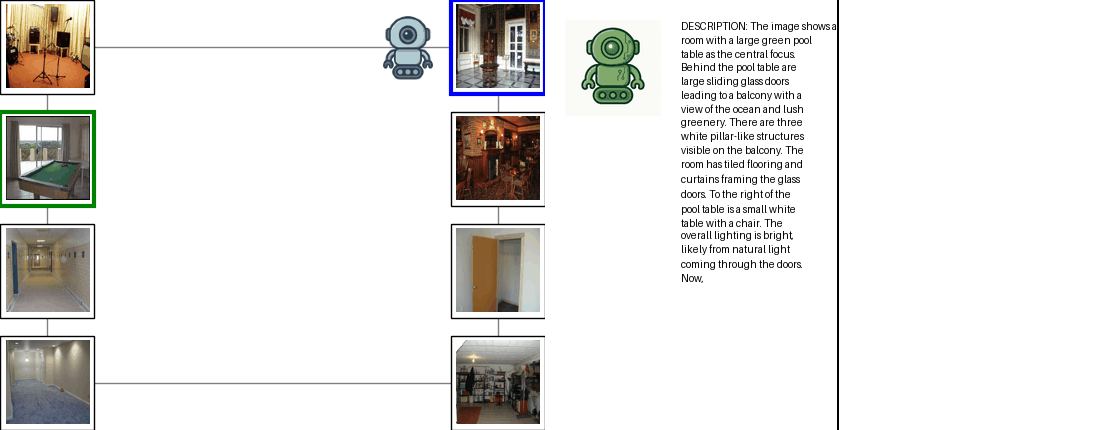 DESCRIPTION: The image shows a
room with a large green pool
table as the central focus.
Behind the pool table are
large sliding glass doors
leading to a balcony with a
view of the ocean and lush
greenery. There are three
white pillar-like structures
visible on the balcony. The
room has tiled flooring and
curtains framing the glass
doors. To the right of the
pool table is a small white
table with a chair. The
overall lighting is bright,
likely from natural light
coming through the doors.
Now,